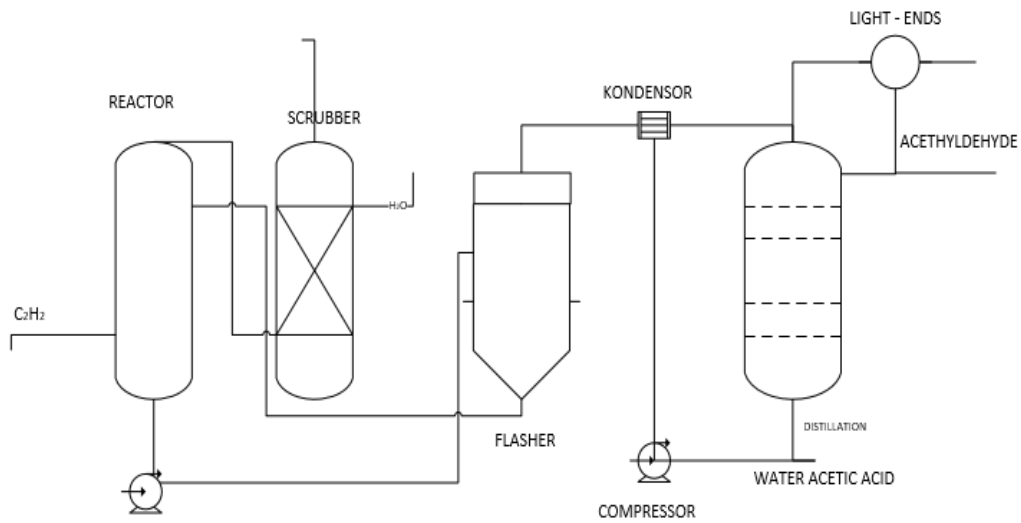 LIGHT - ENDS
REACTOR
KONDENSOR
SCRUBBER
ACETHYLDEHYDE
H₂O
C₂H₂
DISTILLATION
FLASHER
WATER ACETIC ACID
COMPRESSOR